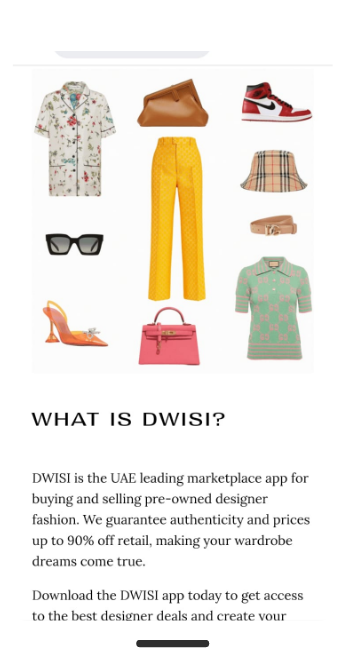 WHAT IS DWISI?
DWISI is the UAE leading marketplace app for
buying and selling pre-owned designer
fashion. We guarantee authenticity and prices
up to 90% off retail, making your wardrobe
dreams come true.
Download the DWISI app today to get access
to the best designer deals and create your